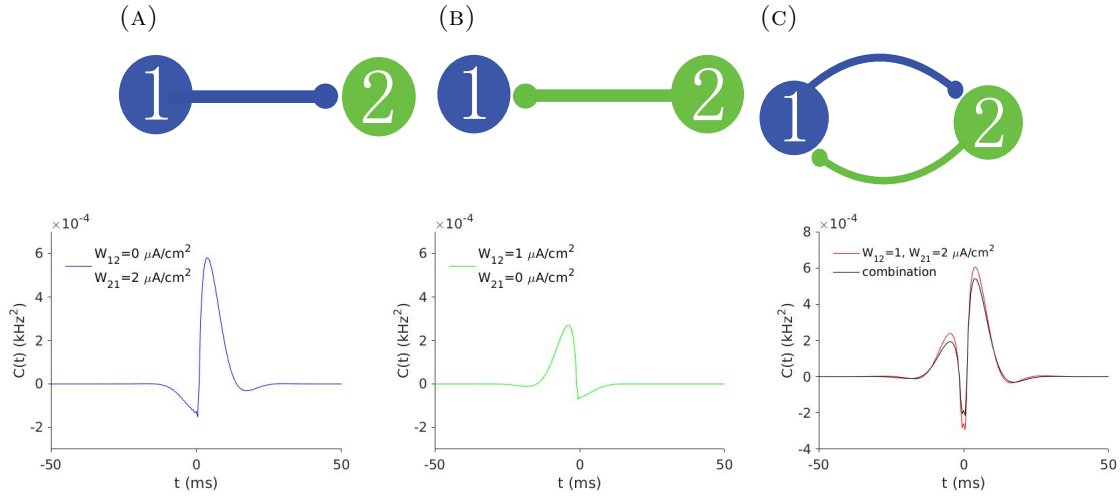 (A)
(B)
(C)
1
2
1
2
1
2
×10-4
6
4
2
0
-2
-50
0
50
C(t) (kHz2)
t (ms)
W12=0 μA/cm2
W21=2 μA/cm2
×10-4
6
4
2
0
-2
-50
0
50
C(t) (kHz2)
t (ms)
W12=1 μA/cm2
W21=0 μA/cm2
×10-4
8
6
4
2
0
-2
-4
-50
0
50
C(t) (kHz2)
t (ms)
W12=1, W21=2 μA/cm2
combination